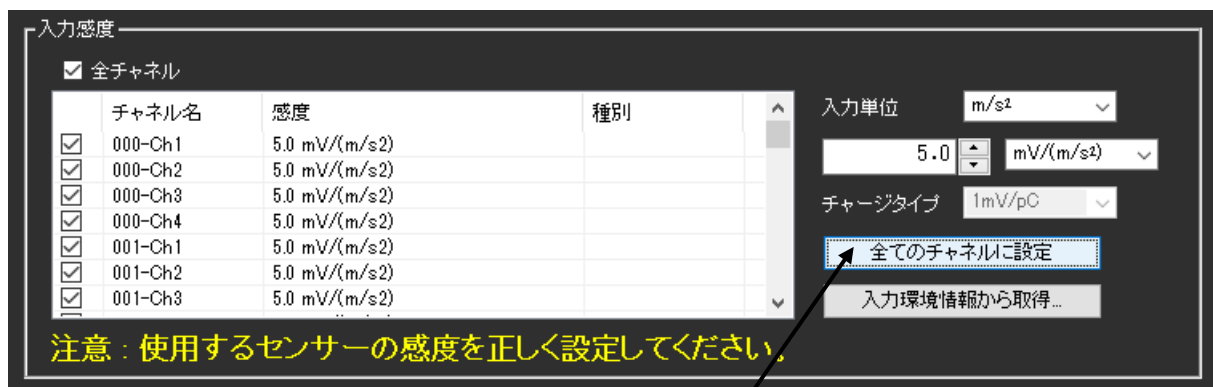 入力感度
全チャネル
チャネル名 感度 種別
000-Ch1 5.0 mV/(m/s2)
000-Ch2 5.0 mV/(m/s2)
000-Ch3 5.0 mV/(m/s2)
000-Ch4 5.0 mV/(m/s2)
001-Ch1 5.0 mV/(m/s2)
001-Ch2 5.0 mV/(m/s2)
001-Ch3 5.0 mV/(m/s2)
入力単位 m/s²
5.0 mV/(m/s²)
チャージタイプ 1mV/pC
全てのチャネルに設定
入力環境情報から取得...
注意：使用するセンサーの感度を正しく設定してください。